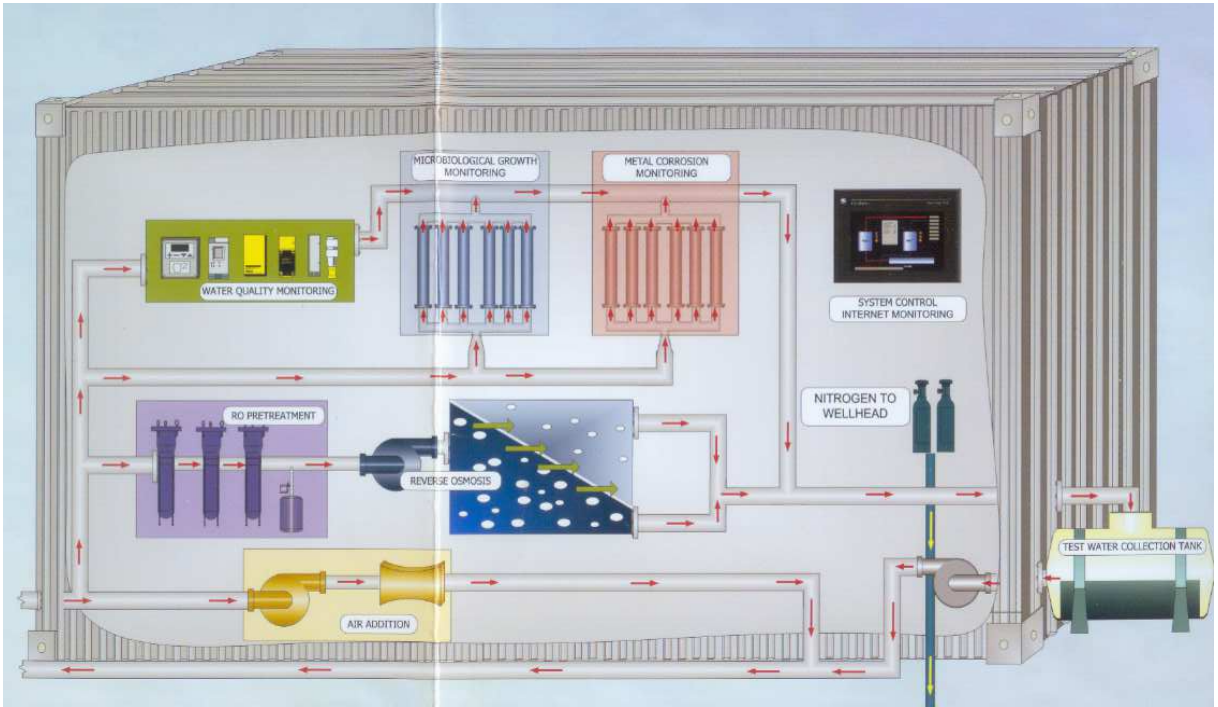 MICROBIOLOGICAL GROWTH
MONITORING
METAL CORROSION
MONITORING
WATER QUALITY MONITORING
SYSTEM CONTROL
INTERNET MONITORING
NITROGEN TO
WELLHEAD
RO PRETREATMENT
REVERSE OSMOSIS
TEST WATER COLLECTION TANK
AIR ADDITION